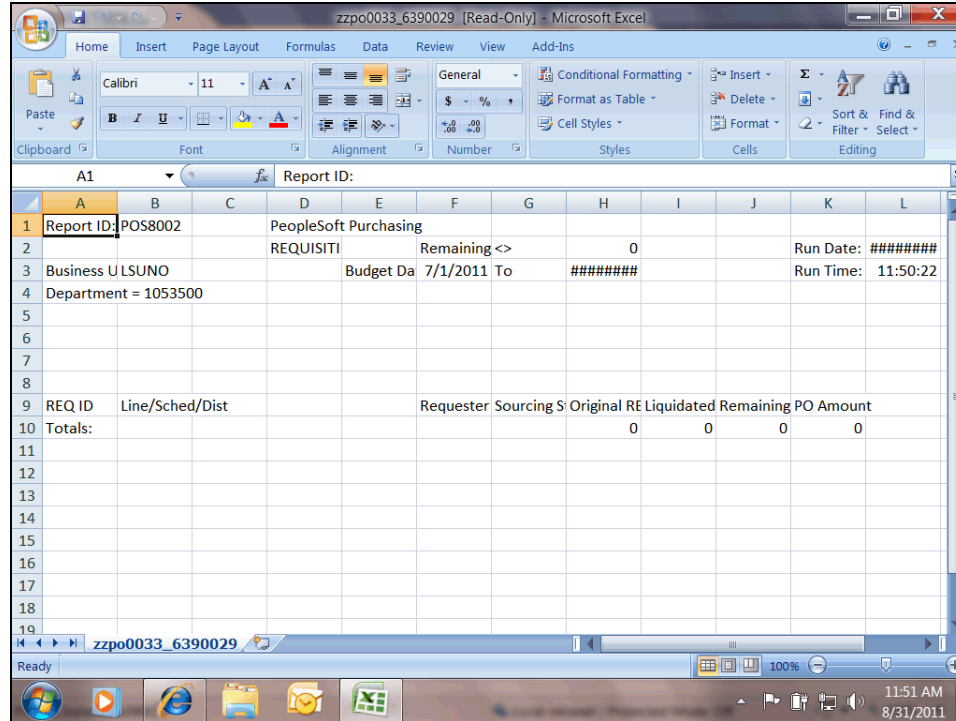 zzpo0033_6390029 [Read-Only] - Microsoft Excel
Home Insert Page Layout Formulas Data Review View Add-Ins
Calibri 11 A A General Conditional Formatting Insert Σ
Paste B I U A $ % , Format as Table Delete Sort & Find &
.0 .00 .00 .0 Cell Styles Format Filter Select
Clipboard Font Alignment Number Styles Cells Editing
A1 fx Report ID:
A B C D E F G H I J K L
1 Report ID: POS8002 PeopleSoft Purchasing
2 REQUISITI Remaining <> 0 Run Date: ########
3 Business U LSUNO Budget Da 7/1/2011 To ######## Run Time: 11:50:22
4 Department = 1053500
5
6
7
8
9 REQ ID Line/Sched/Dist Requester Sourcing S Original RE Liquidated Remaining PO Amount
10 Totals: 0 0 0 0
11
12
13
14
15
16
17
18
19
zzpo0033_6390029
Ready 100%
11:51 AM
8/31/2011